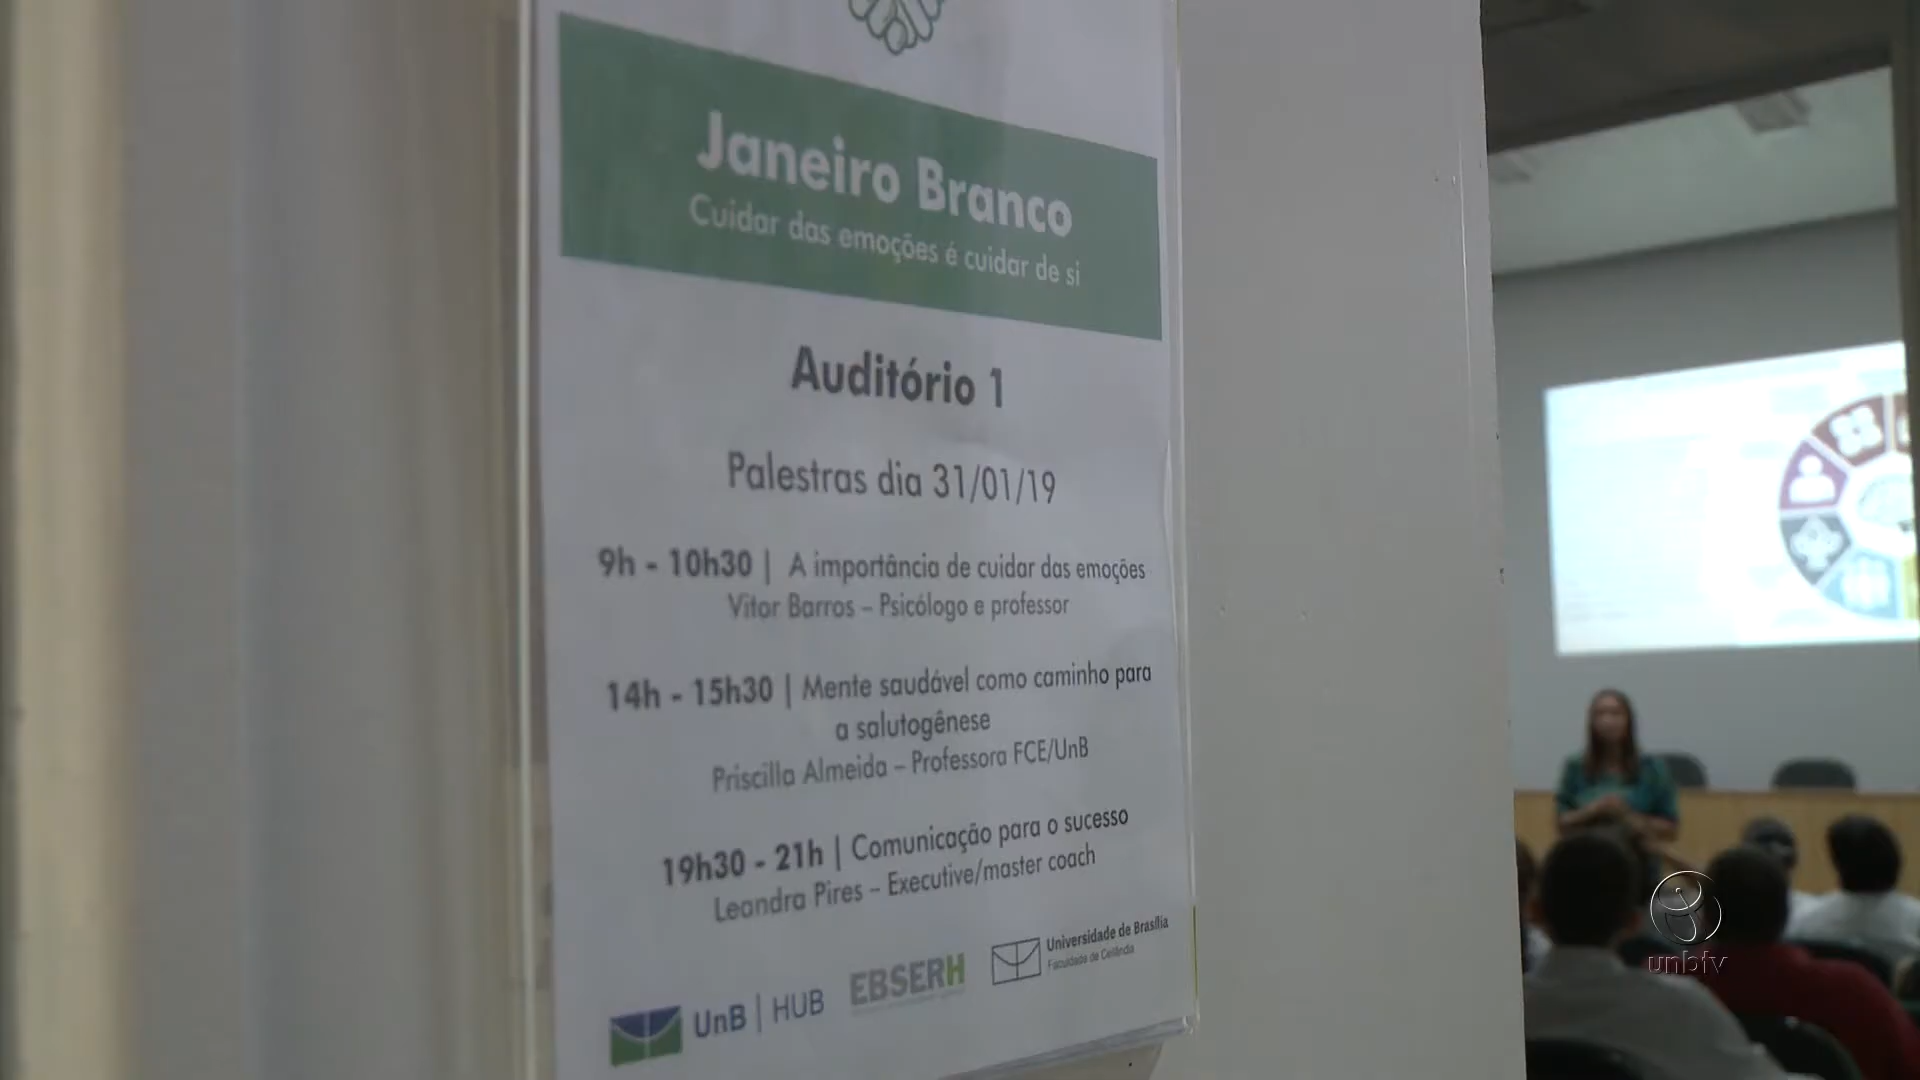 Janeiro Branco
Cuidar das emoções é cuidar de si
Auditório 1
Palestras dia 31/01/19
9h - 10h30 | A importância de cuidar das emoções
Vitor Barros – Psicólogo e professor
14h - 15h30 | Mente saudável como caminho para
a salutogênese
Priscilla Almeida – Professora FCE/UnB
19h30 - 21h | Comunicação para o sucesso
Leandra Pires – Executive/master coach
UnB | HUB
EBSERH
Universidade de Brasília
Faculdade de Ceilândia
unbtv